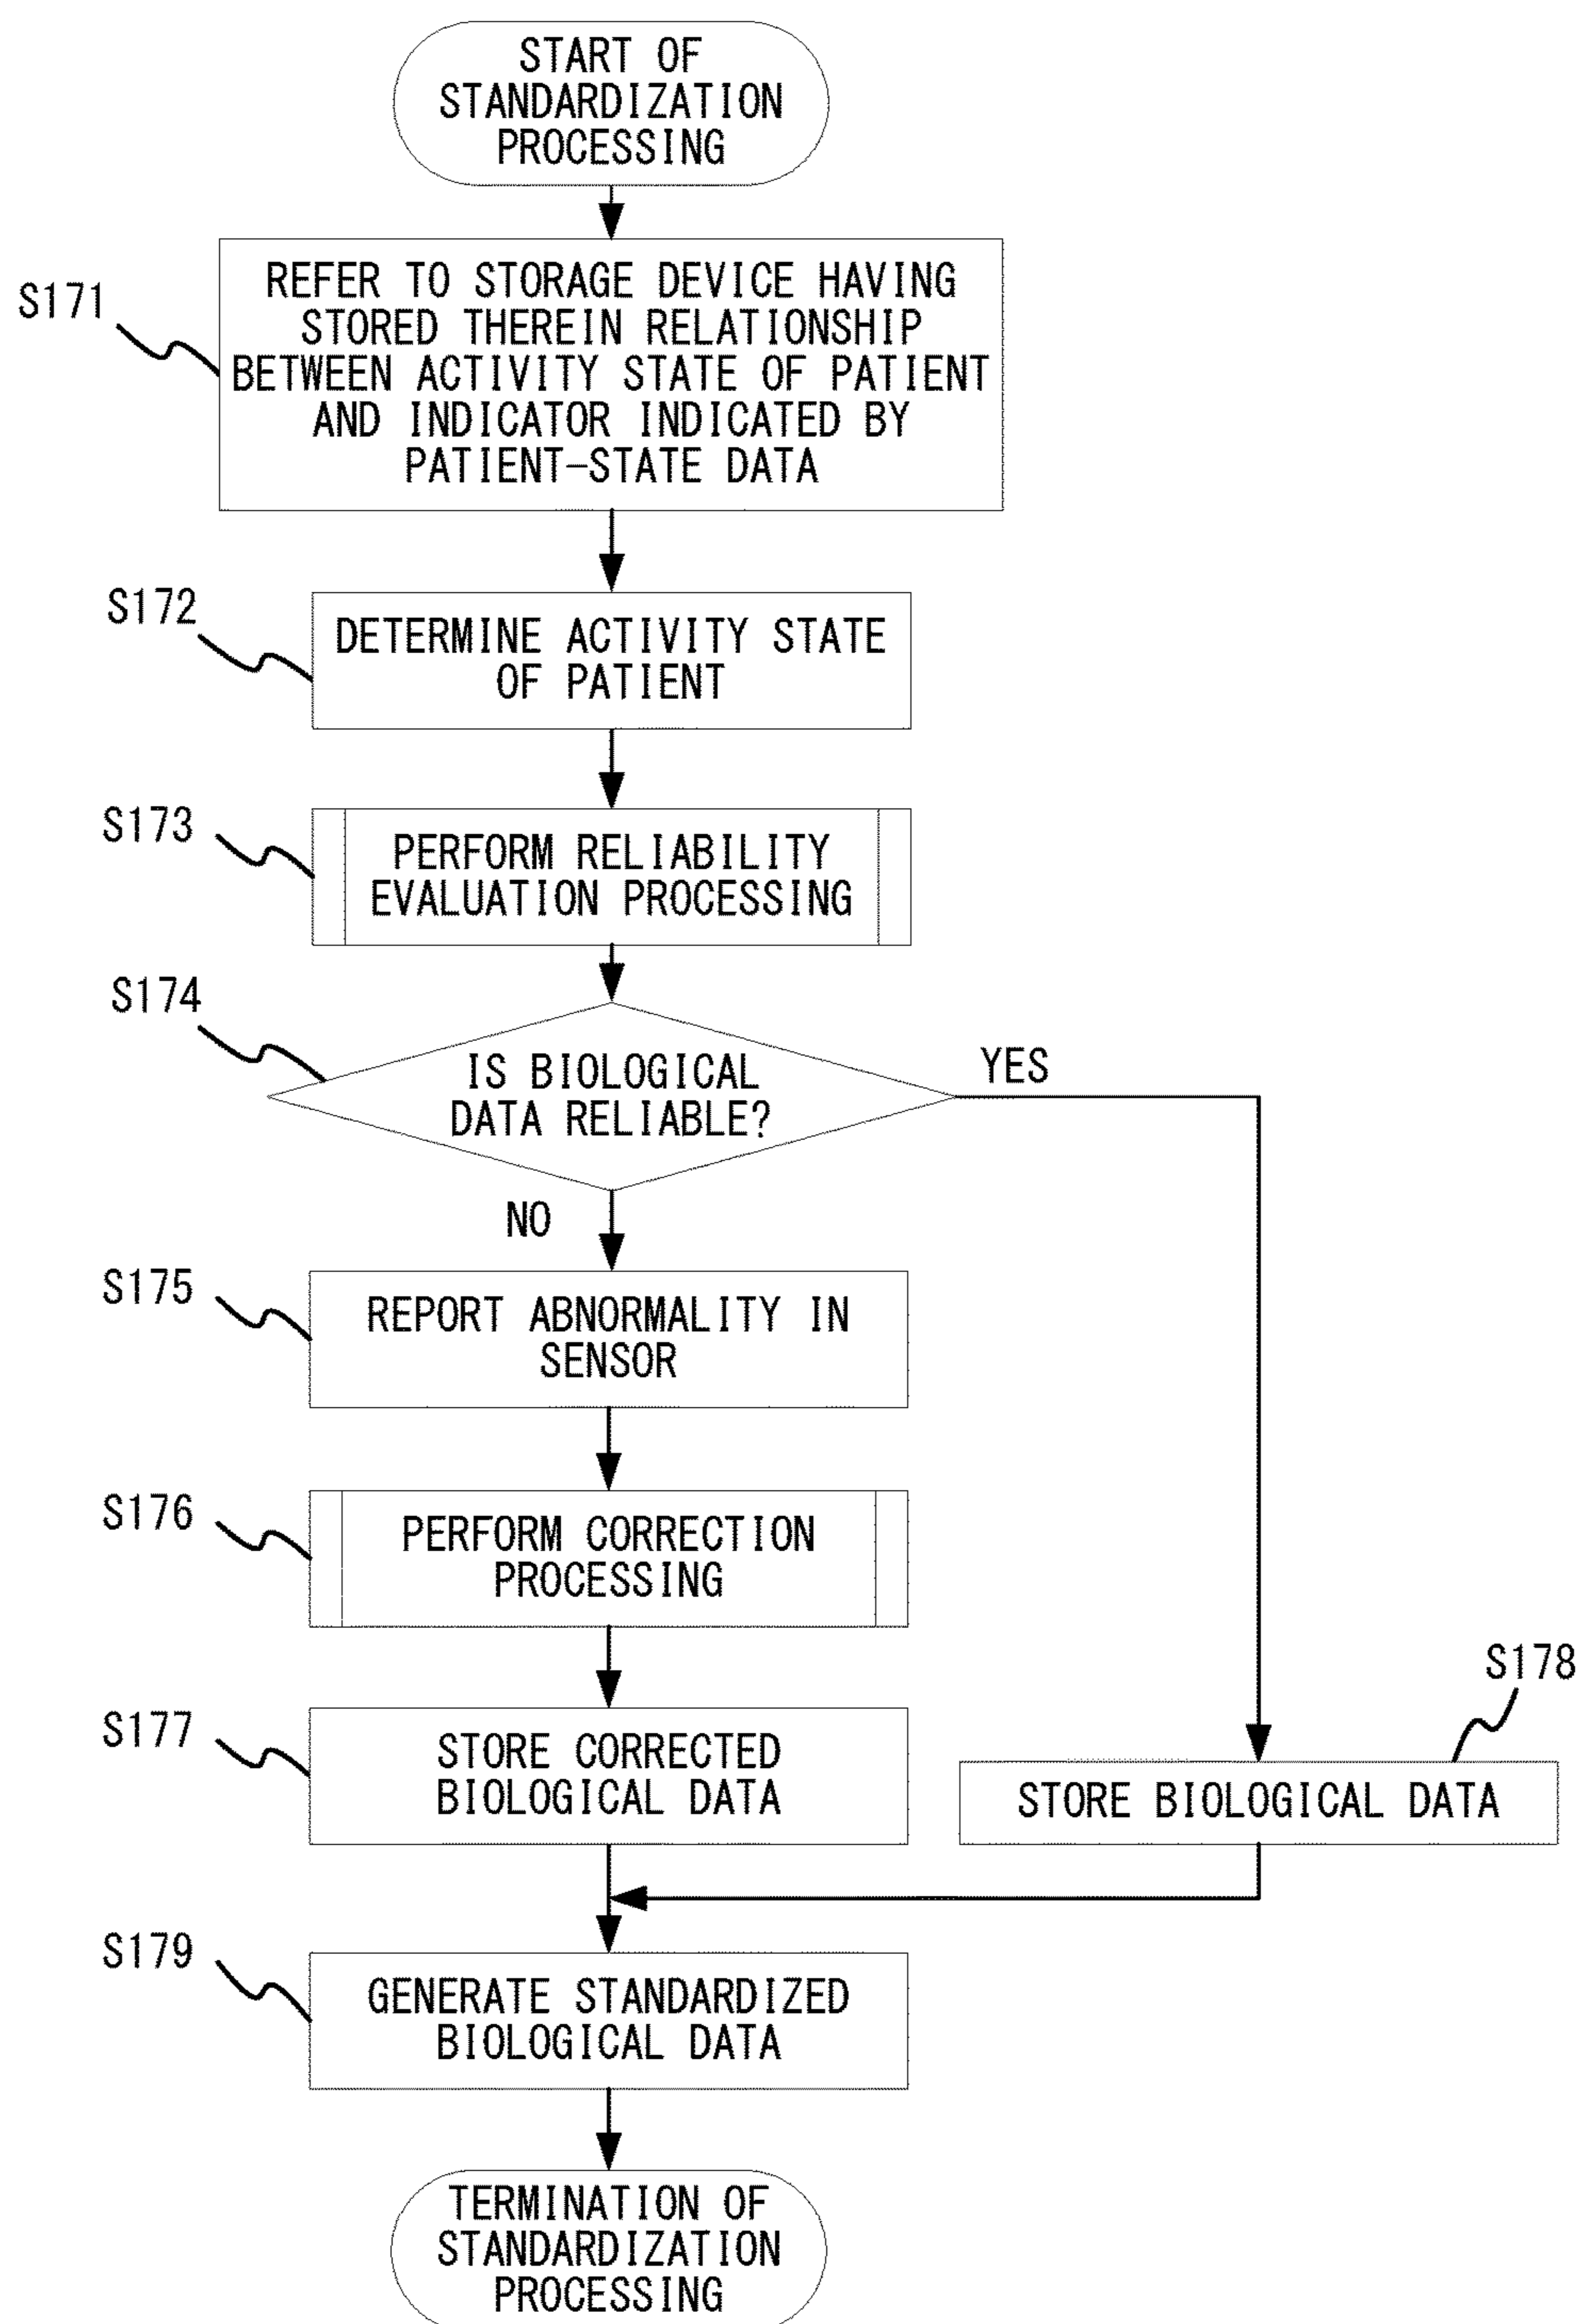 START OF
STANDARDIZATION
PROCESSING
S171
REFER TO STORAGE DEVICE HAVING
STORED THEREIN RELATIONSHIP
BETWEEN ACTIVITY STATE OF PATIENT
AND INDICATOR INDICATED BY
PATIENT-STATE DATA
S172
DETERMINE ACTIVITY STATE
OF PATIENT
S173
PERFORM RELIABILITY
EVALUATION PROCESSING
S174
IS BIOLOGICAL
DATA RELIABLE?
YES
NO
S175
REPORT ABNORMALITY IN
SENSOR
S176
PERFORM CORRECTION
PROCESSING
S177
STORE CORRECTED
BIOLOGICAL DATA
S178
STORE BIOLOGICAL DATA
S179
GENERATE STANDARDIZED
BIOLOGICAL DATA
TERMINATION OF
STANDARDIZATION
PROCESSING